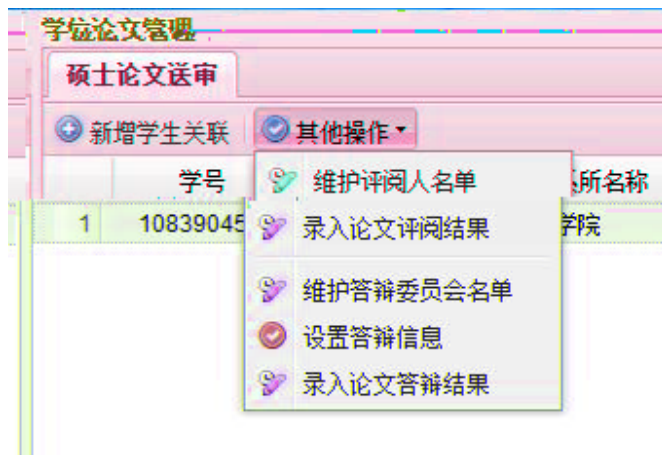 学位论文管理
硕士论文送审
新增学生关联 其他操作
学号 所名称
维护评阅人名单
1 10839045 学院
录入论文评阅结果
维护答辩委员会名单
设置答辩信息
录入论文答辩结果